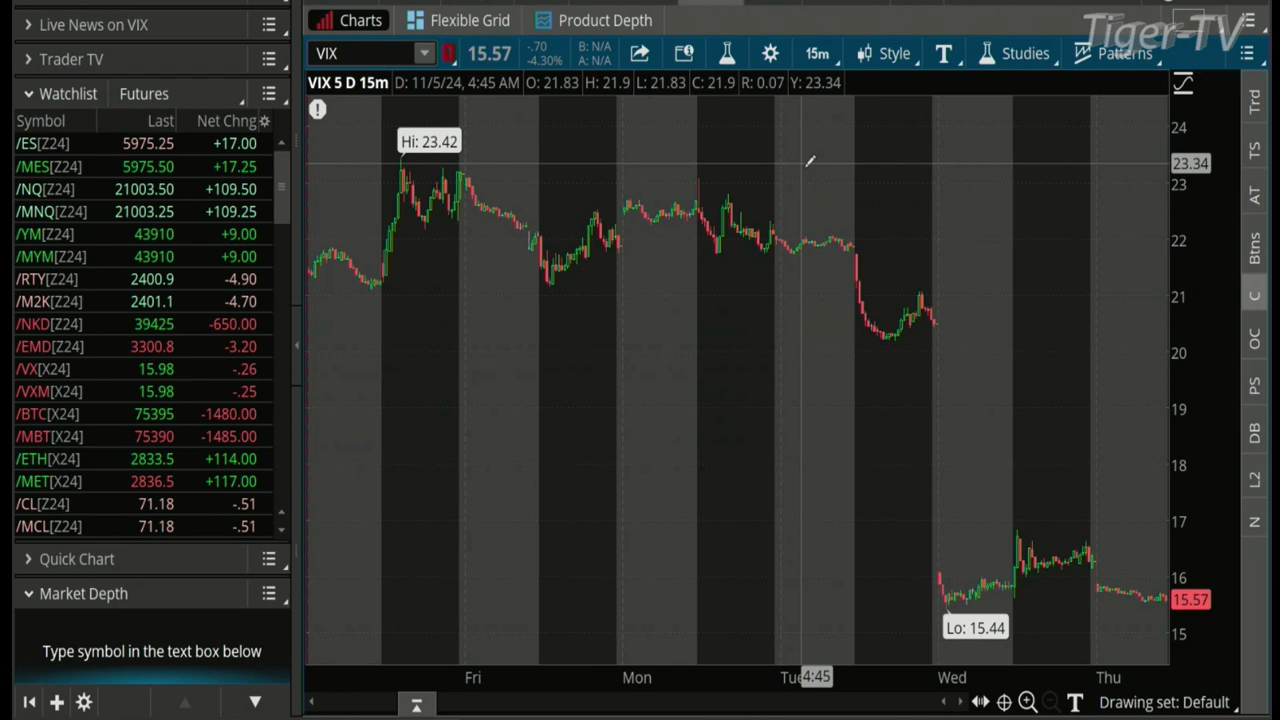 Live News on VIX
Trader TV
Watchlist Futures
Symbol Last Net Chng
/ES[Z24] 5975.25 +17.00
/MES[Z24] 5975.50 +17.25
/NQ[Z24] 21003.50 +109.50
/MNQ[Z24] 21003.25 +109.25
/YM[Z24] 43910 +9.00
/MYM[Z24] 43910 +9.00
/RTY[Z24] 2400.9 -4.90
/M2K[Z24] 2401.1 -4.70
/NKD[Z24] 39425 -650.00
/EMD[Z24] 3300.8 -3.20
/VX[X24] 15.98 -.26
/VXM[X24] 15.98 -.25
/BTC[X24] 75395 -1480.00
/MBT[X24] 75390 -1485.00
/ETH[X24] 2833.5 +114.00
/MET[X24] 2836.5 +117.00
/CL[Z24] 71.18 -.51
/MCL[Z24] 71.18 -.51
Quick Chart
Market Depth
Type symbol in the text box below
Charts Flexible Grid Product Depth
Tiger-TV
VIX 15.57 -.70 B: N/A 15m Style T Studies Patterns
-4.30% A: N/A
VIX 5 D 15m D: 11/5/24, 4:45 AM O: 21.83 H: 21.9 L: 21.83 C: 21.9 R: 0.07 Y: 23.34
Hi: 23.42
24
23.34
23
22
21
20
19
18
17
16
15.57
15
Lo: 15.44
Fri Mon Tue 4:45 Wed Thu
T Drawing set: Default
Trd
TS
AT
Btns
C
OC
PS
DB
L2
N